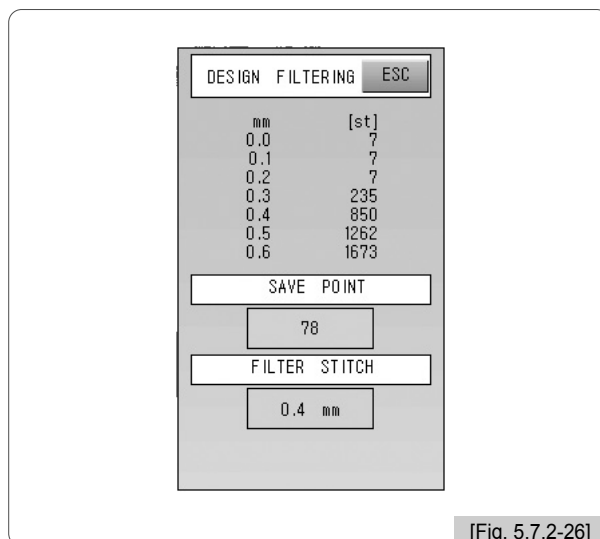 DESIGN FILTERING ESC
mm [st]
0.0 7
0.1 7
0.2 7
0.3 235
0.4 850
0.5 1262
0.6 1673
SAVE POINT
78
FILTER STITCH
0.4 mm
[Fig. 5.7.2-26]